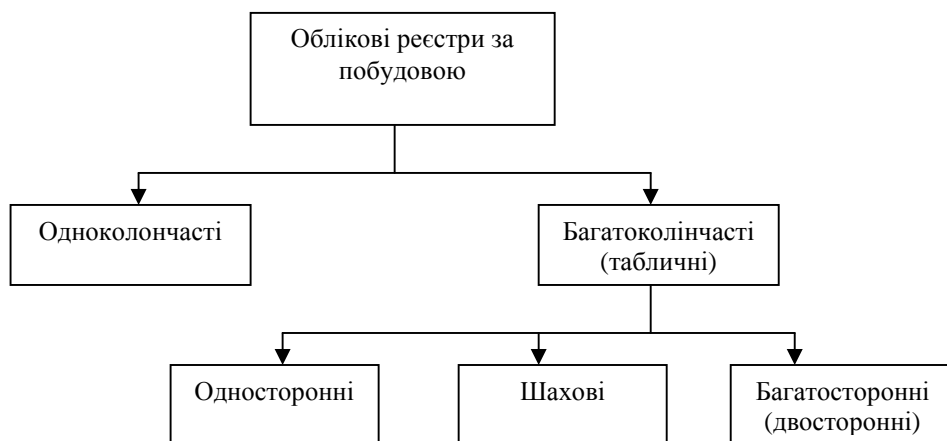 Облікові реєстри за
побудовою
Одноколончасті
Багатоколінчасті
(табличні)
Односторонні
Шахові
Багатосторонні
(двосторонні)